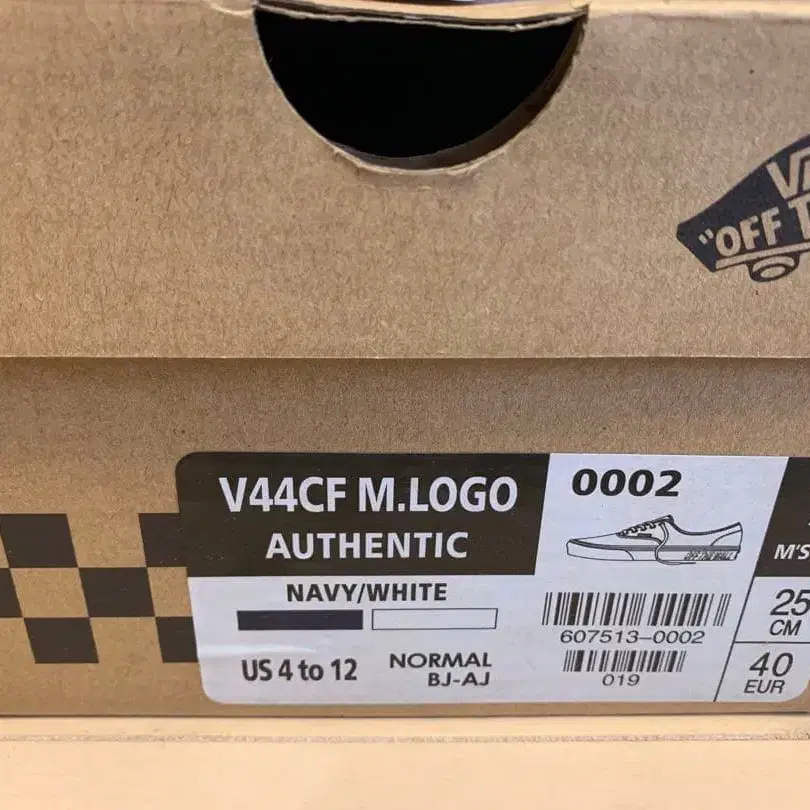 "OFF T
V44CF M.LOGO
AUTHENTIC
NAVY/WHITE
US 4 to 12
NORMAL
BJ-AJ
0002
607513-0002
019
M'S
25
CM
40
EUR